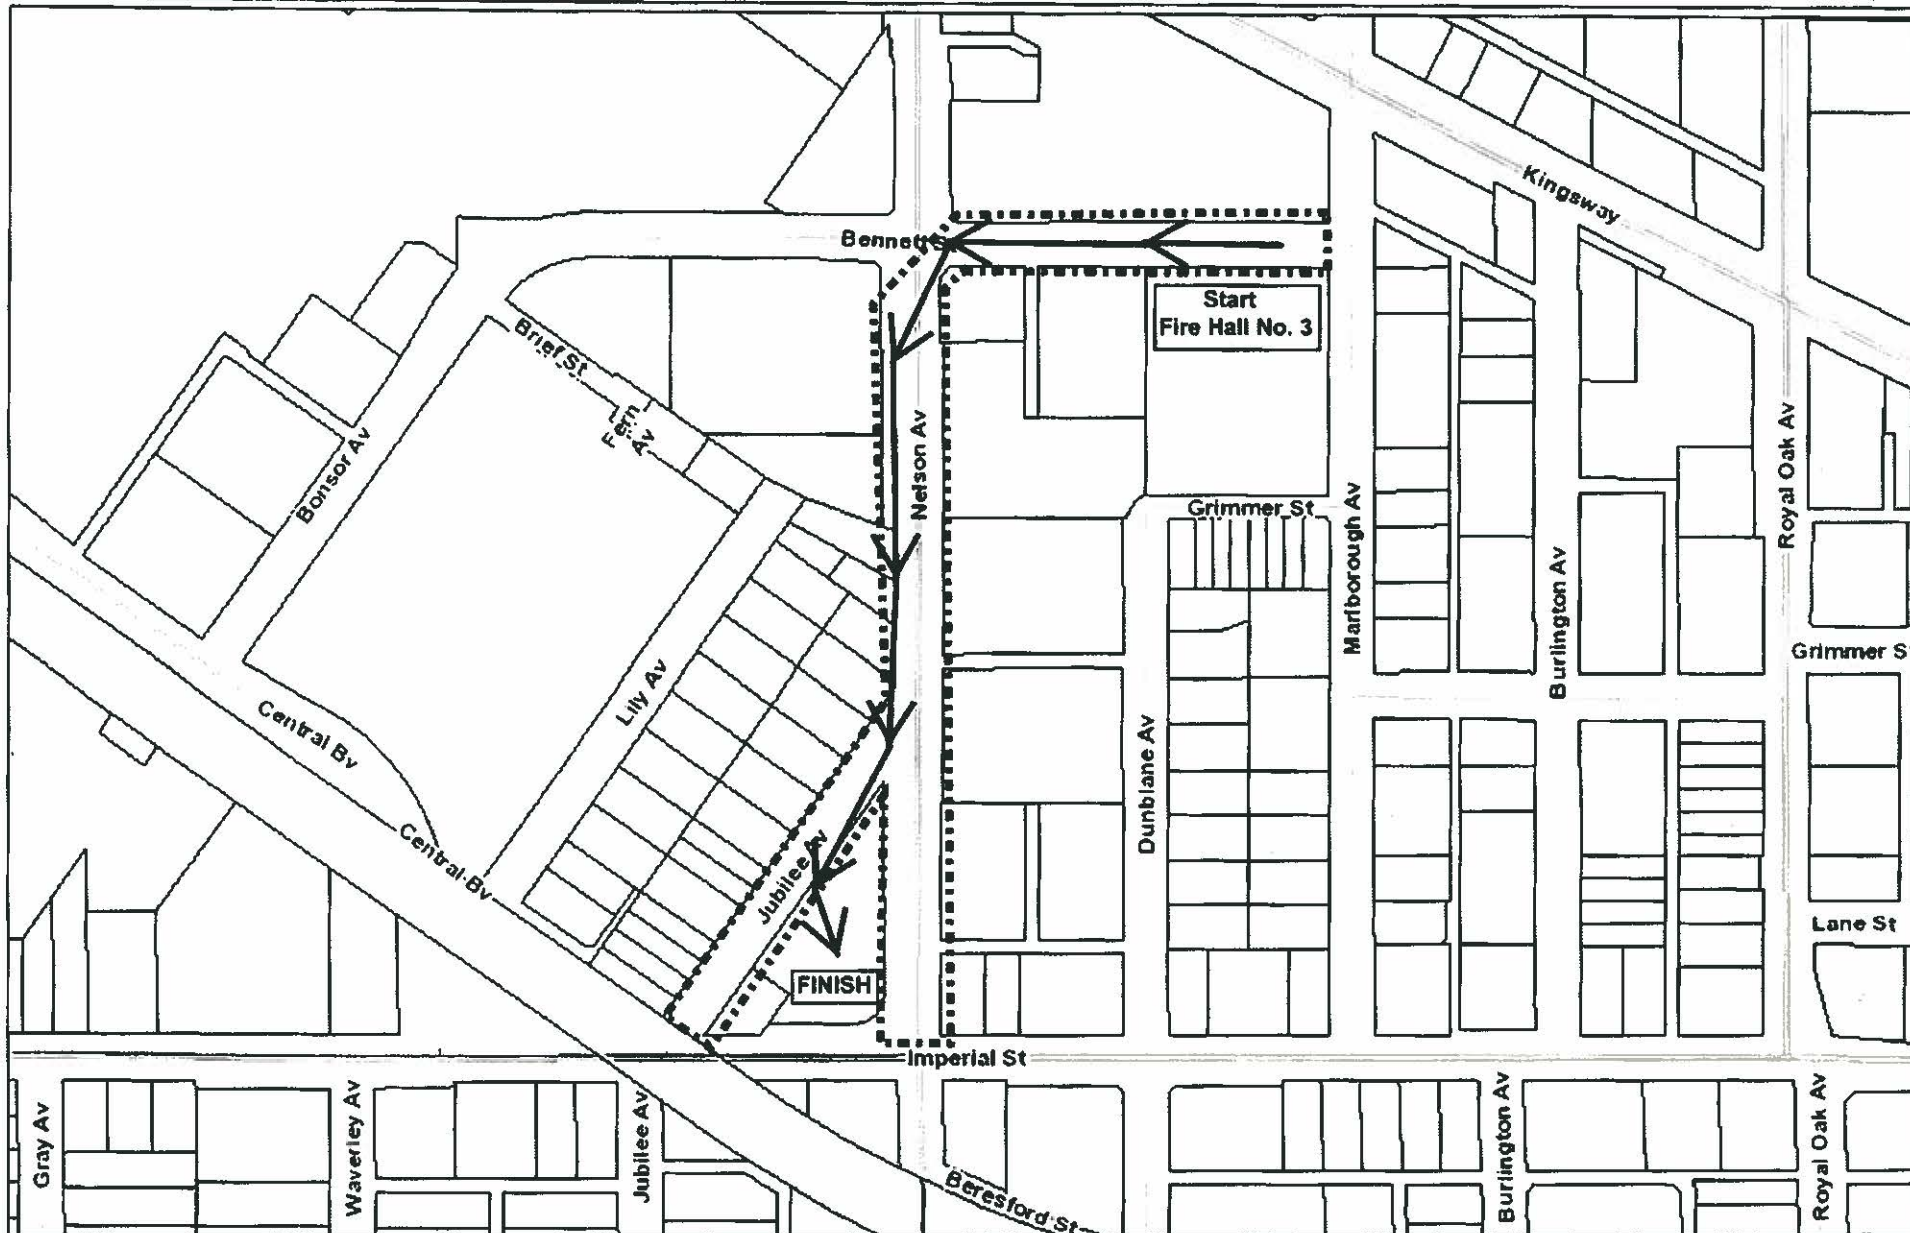 Kingsway
Bennett St
Start
Fire Hall No. 3
Brief St
Fern
Av
Bonsor Av
Nelson Av
Royal Oak Av
Grimmer St
Marlborough Av
Burlington Av
Grimmer St
Lily Av
Central Bv
Dunblane Av
Central Bv
Jubilee Av
Lane St
FINISH
Imperial St
Gray Av
Waverley Av
Jubilee Av
Beresford St
Burlington Av
Royal Oak Av